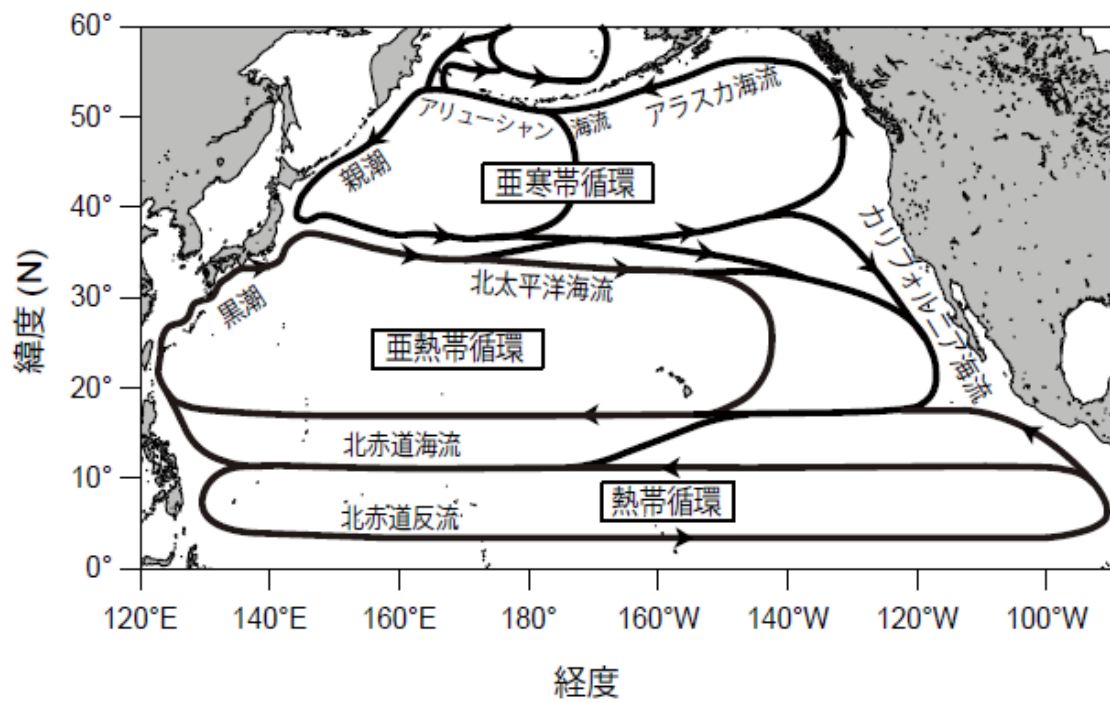 60°
50°
40°
30°
20°
10°
0°
緯度 (N)
アラスカ海流
アリューシャン 海流
親潮
亜寒帯循環
カリフォルニア海流
北太平洋海流
黒潮
亜熱帯循環
北赤道海流
熱帯循環
北赤道反流
120°E 140°E 160°E 180° 160°W 140°W 120°W 100°W
経度